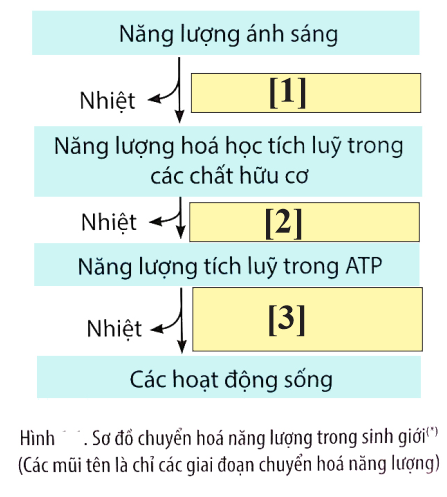 Năng lượng ánh sáng
Nhiệt
[1]
Năng lượng hoá học tích luỹ trong
các chất hữu cơ
Nhiệt
[2]
Năng lượng tích luỹ trong ATP
Nhiệt
[3]
Các hoạt động sống
Hình . Sơ đồ chuyển hoá năng lượng trong sinh giới(*)
(Các mũi tên là chỉ các giai đoạn chuyển hoá năng lượng)